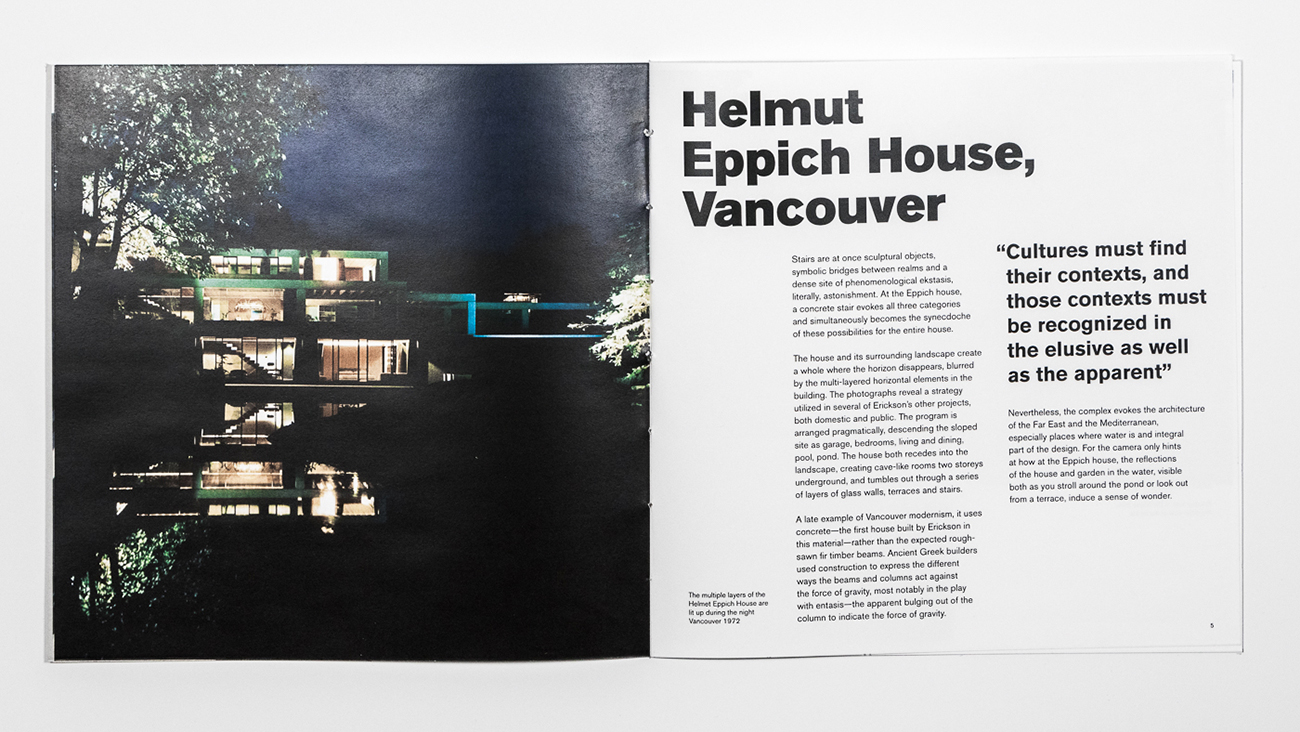 Helmut
Eppich House,
Vancouver
Stairs are at once sculptural objects,
symbolic bridges between realms and a
dense site of phenomenological ekstasis,
literally, astonishment. At the Eppich house,
a concrete stair evokes all three categories
and simultaneously becomes the synecdoche
of these possibilities for the entire house.
The house and its surrounding landscape create
a whole where the horizon disappears, blurred
by the multi-layered horizontal elements in the
building. The photographs reveal a strategy
utilized in several of Erickson's other projects,
both domestic and public. The program is
arranged pragmatically, descending the sloped
site as garage, bedrooms, living and dining,
pool, pond. The house both recedes into the
landscape, creating cave-like rooms two storeys
underground, and tumbles out through a series
of layers of glass walls, terraces and stairs.
A late example of Vancouver modernism, it uses
concrete—the first house built by Erickson in
this material—rather than the expected rough-
sawn fir timber beams. Ancient Greek builders
used construction to express the different
ways the beams and columns act against
the force of gravity, most notably in the play
with entasis—the apparent bulging out of the
column to indicate the force of gravity.
“Cultures must find
their contexts, and
those contexts must
be recognized in
the elusive as well
as the apparent”
Nevertheless, the complex evokes the architecture
of the Far East and the Mediterranean,
especially places where water is and integral
part of the design. For the camera only hints
at how at the Eppich house, the reflections
of the house and garden in the water, visible
both as you stroll around the pond or look out
from a terrace, induce a sense of wonder.
The multiple layers of the
Helmet Eppich House are
lit up during the night
Vancouver 1972
5